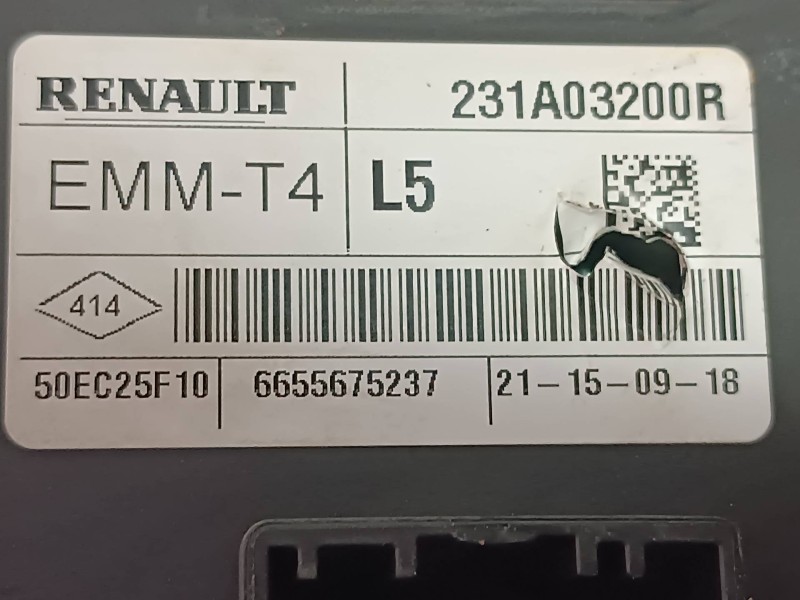 RENAULT 231A03200R
EMM-T4 L5
414
50EC25F10 6655675237 21-15-09-18